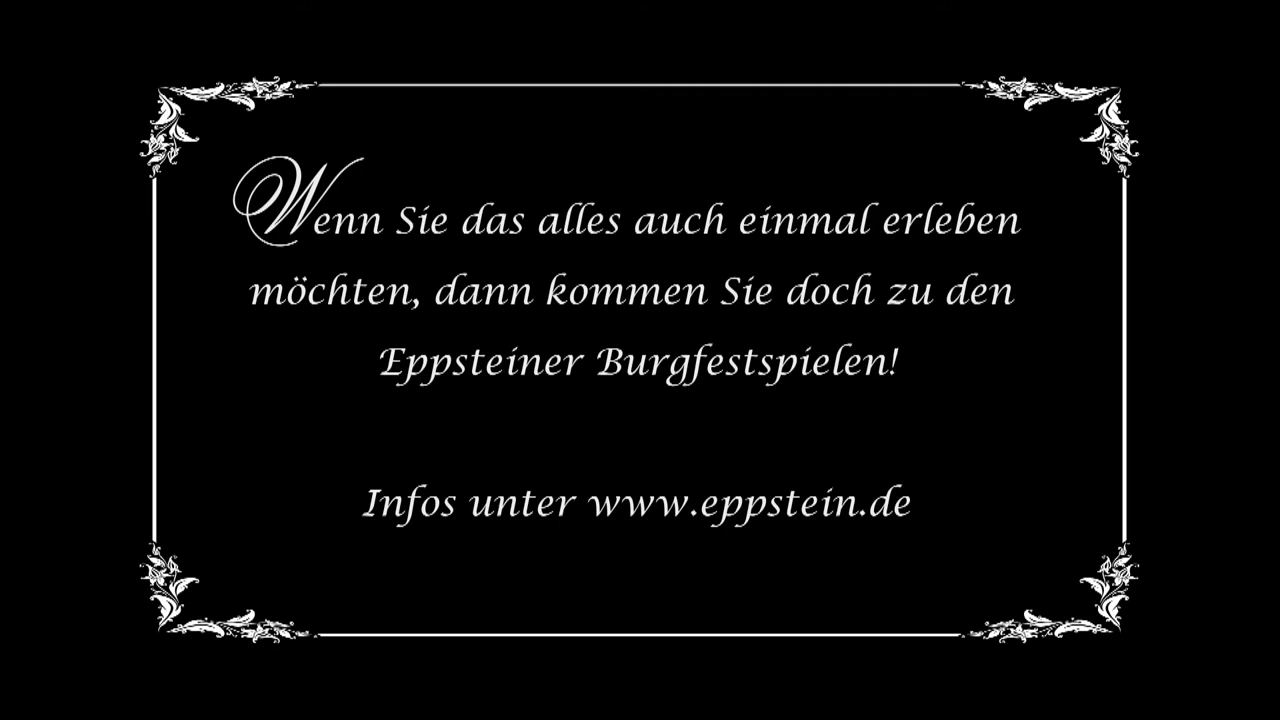 Wenn Sie das alles auch einmal erleben
möchten, dann kommen Sie doch zu den
Eppsteiner Burgfestspielen!
Infos unter www.eppstein.de